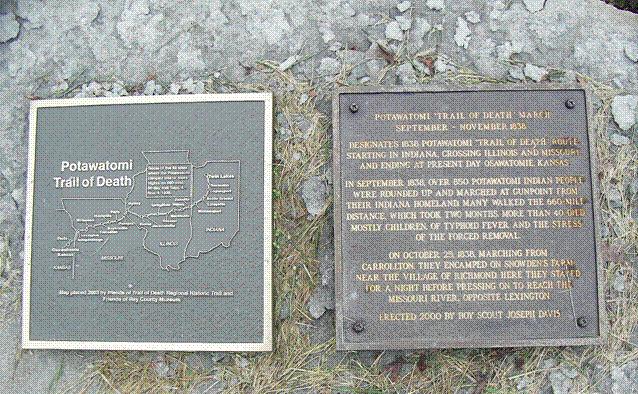 Potawatomi
Trail of Death
Twin Lakes
INDIANA
ILLINOIS
MISSOURI
KANSAS
Map placed 2003 by Friends of Trail of Death Regional Historic Trail and
Friends of Ray County Museum
POTAWATOMI "TRAIL OF DEATH" MARCH
SEPTEMBER - NOVEMBER 1838
DESIGNATES 1838 POTAWATOMI "TRAIL OF DEATH" ROUTE
STARTING IN INDIANA, CROSSING ILLINOIS AND MISSOURI
AND ENDING AT PRESENT DAY OSAWATOMIE, KANSAS
IN SEPTEMBER, 1838, OVER 850 POTAWATOMI INDIAN PEOPLE
WERE ROUNDED UP AND MARCHED AT GUNPOINT FROM
THEIR INDIANA HOMELAND. MANY WALKED THE 660-MILE
DISTANCE, WHICH TOOK TWO MONTHS. MORE THAN 40 DIED,
MOSTLY CHILDREN, OF TYPHOID FEVER AND THE STRESS
OF THE FORCED REMOVAL.
ON OCTOBER 25, 1838, MARCHING FROM
CARROLLTON, THEY ENCAMPED ON SNOWDEN'S FARM
NEAR THE VILLAGE OF RICHMOND. HERE THEY STAYED
FOR A NIGHT BEFORE PRESSING ON TO REACH THE
MISSOURI RIVER, OPPOSITE LEXINGTON.
ERECTED 2000 BY BOY SCOUT JOSEPH DAVIS